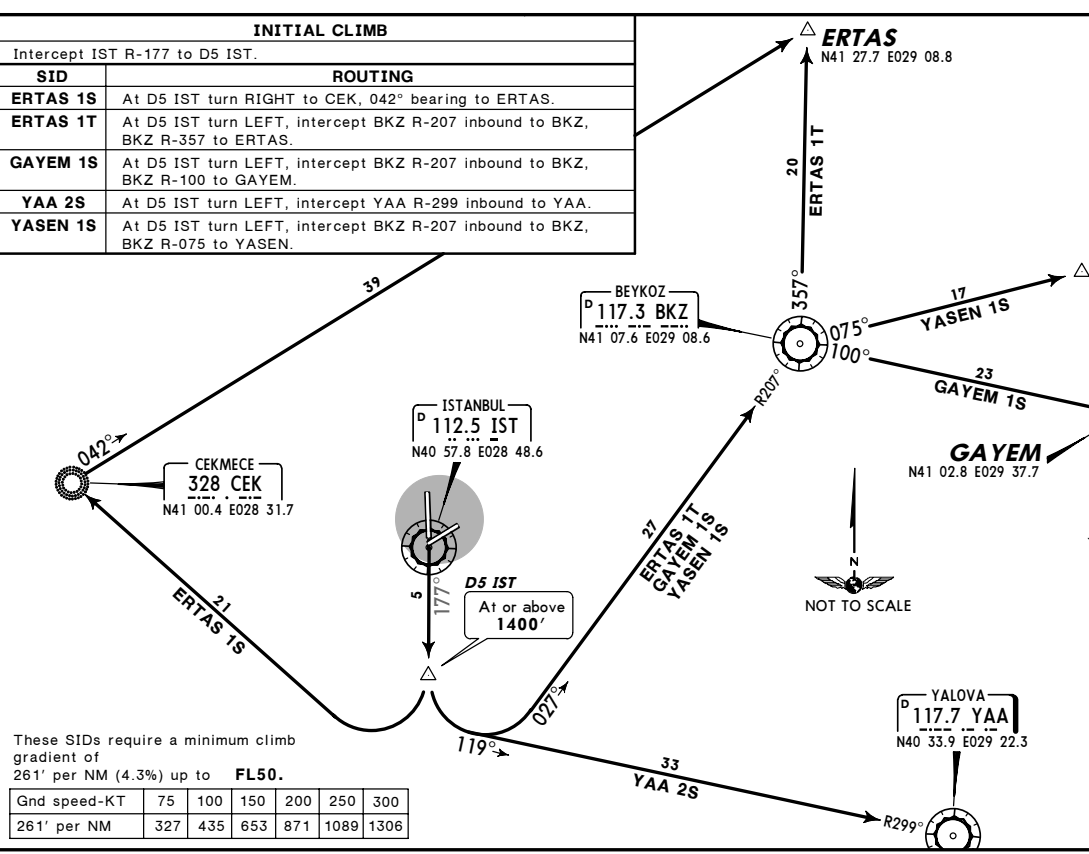 INITIAL CLIMB
Intercept IST R-177 to D5 IST.
SID ROUTING
ERTAS 1S At D5 IST turn RIGHT to CEK, 042° bearing to ERTAS.
ERTAS 1T At D5 IST turn LEFT, intercept BKZ R-207 inbound to BKZ,
BKZ R-357 to ERTAS.
GAYEM 1S At D5 IST turn LEFT, intercept BKZ R-207 inbound to BKZ,
BKZ R-100 to GAYEM.
YAA 2S At D5 IST turn LEFT, intercept YAA R-299 inbound to YAA.
YASEN 1S At D5 IST turn LEFT, intercept BKZ R-207 inbound to BKZ,
BKZ R-075 to YASEN.
ERTAS
N41 27.7 E029 08.8
20
ERTAS 1T
357°
39
BEYKOZ
D 117.3 BKZ
N41 07.6 E029 08.6
075°
17
YASEN 1S
100°
23
GAYEM 1S
R207°
GAYEM
N41 02.8 E029 37.7
ISTANBUL
D 112.5 IST
N40 57.8 E028 48.6
042°
CEKMECE
328 CEK
N41 00.4 E028 31.7
21
ERTAS 1S
5
177°
D5 IST
At or above
1400'
27
ERTAS 1T
GAYEM 1S
YASEN 1S
027°
N
NOT TO SCALE
119°
33
YAA 2S
R299°
YALOVA
D 117.7 YAA
N40 33.9 E029 22.3
These SIDs require a minimum climb
gradient of
261' per NM (4.3%) up to FL50.
Gnd speed-KT 75 100 150 200 250 300
261' per NM 327 435 653 871 1089 1306